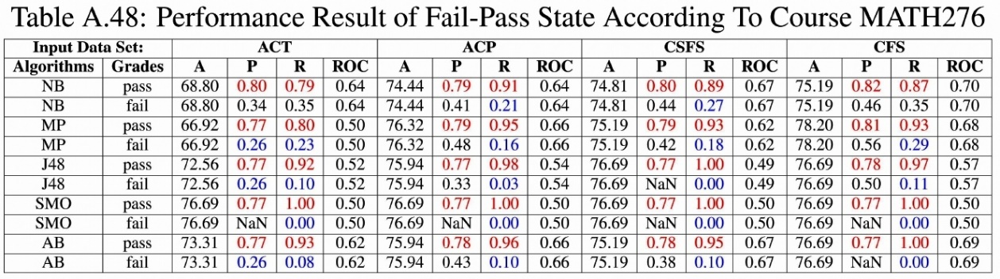 Table A.48: Performance Result of Fail-Pass State According To Course MATH276
Input Data Set: ACT ACP CSFS CFS
Algorithms Grades A P R ROC A P R ROC A P R ROC A P R ROC
NB pass 68.80 0.80 0.79 0.64 74.44 0.79 0.91 0.64 74.81 0.80 0.89 0.67 75.19 0.82 0.87 0.70
NB fail 68.80 0.34 0.35 0.64 74.44 0.41 0.21 0.64 74.81 0.44 0.27 0.67 75.19 0.46 0.35 0.70
MP pass 66.92 0.77 0.80 0.50 76.32 0.79 0.95 0.66 75.19 0.79 0.93 0.62 78.20 0.81 0.93 0.68
MP fail 66.92 0.26 0.23 0.50 76.32 0.48 0.16 0.66 75.19 0.42 0.18 0.62 78.20 0.56 0.29 0.68
J48 pass 72.56 0.77 0.92 0.52 75.94 0.77 0.98 0.54 76.69 0.77 1.00 0.49 76.69 0.78 0.97 0.57
J48 fail 72.56 0.26 0.10 0.52 75.94 0.33 0.03 0.54 76.69 NaN 0.00 0.49 76.69 0.50 0.11 0.57
SMO pass 76.69 0.77 1.00 0.50 76.69 0.77 1.00 0.50 76.69 0.77 1.00 0.50 76.69 0.77 1.00 0.50
SMO fail 76.69 NaN 0.00 0.50 76.69 NaN 0.00 0.50 76.69 NaN 0.00 0.50 76.69 NaN 0.00 0.50
AB pass 73.31 0.77 0.93 0.62 75.94 0.78 0.96 0.66 75.19 0.78 0.95 0.67 76.69 0.77 1.00 0.69
AB fail 73.31 0.26 0.08 0.62 75.94 0.43 0.10 0.66 75.19 0.38 0.10 0.67 76.69 NaN 0.00 0.69